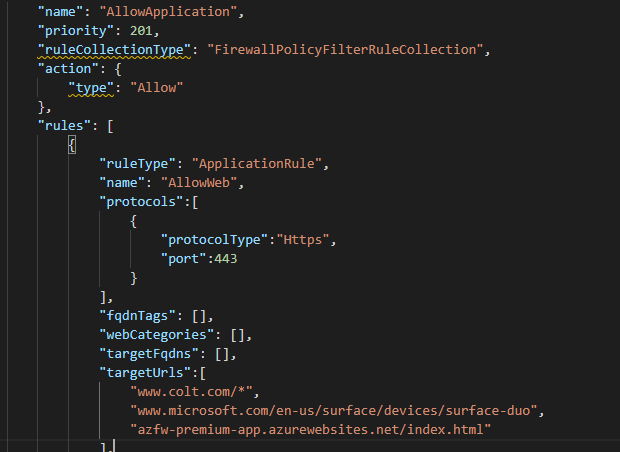 "name": "AllowApplication",
"priority": 201,
"ruleCollectionType": "FirewallPolicyFilterRuleCollection",
"action": {
"type": "Allow"
},
"rules": [
{
"ruleType": "ApplicationRule",
"name": "AllowWeb",
"protocols":[
{
"protocolType":"Https",
"port":443
}
],
"fqdnTags": [],
"webCategories": [],
"targetFqdns": [],
"targetUrls":[
"www.colt.com/*",
"www.microsoft.com/en-us/surface/devices/surface-duo",
"azfw-premium-app.azurewebsites.net/index.html"
],